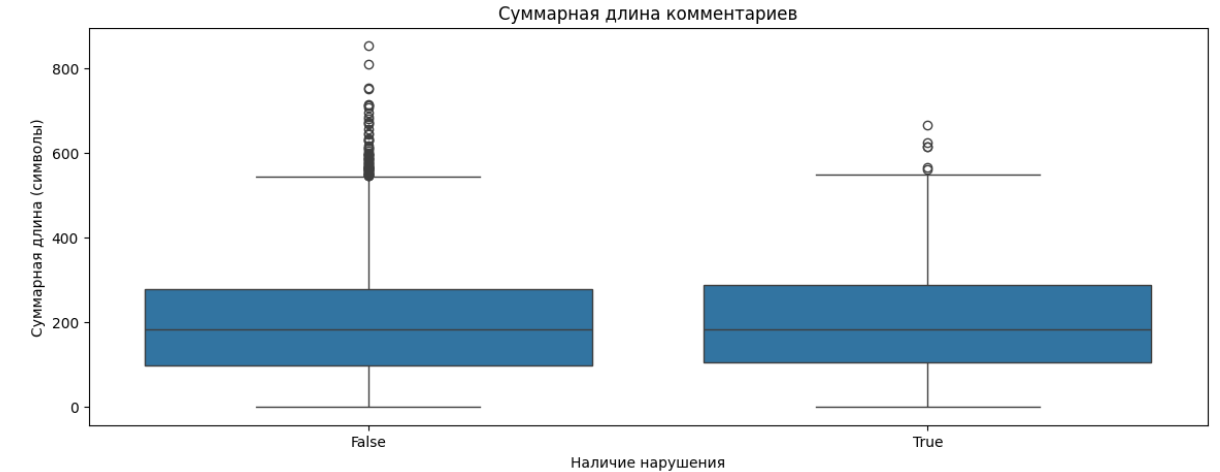 Суммарная длина комментариев
Суммарная длина (символы)
800
600
400
200
0
False
True
Наличие нарушения